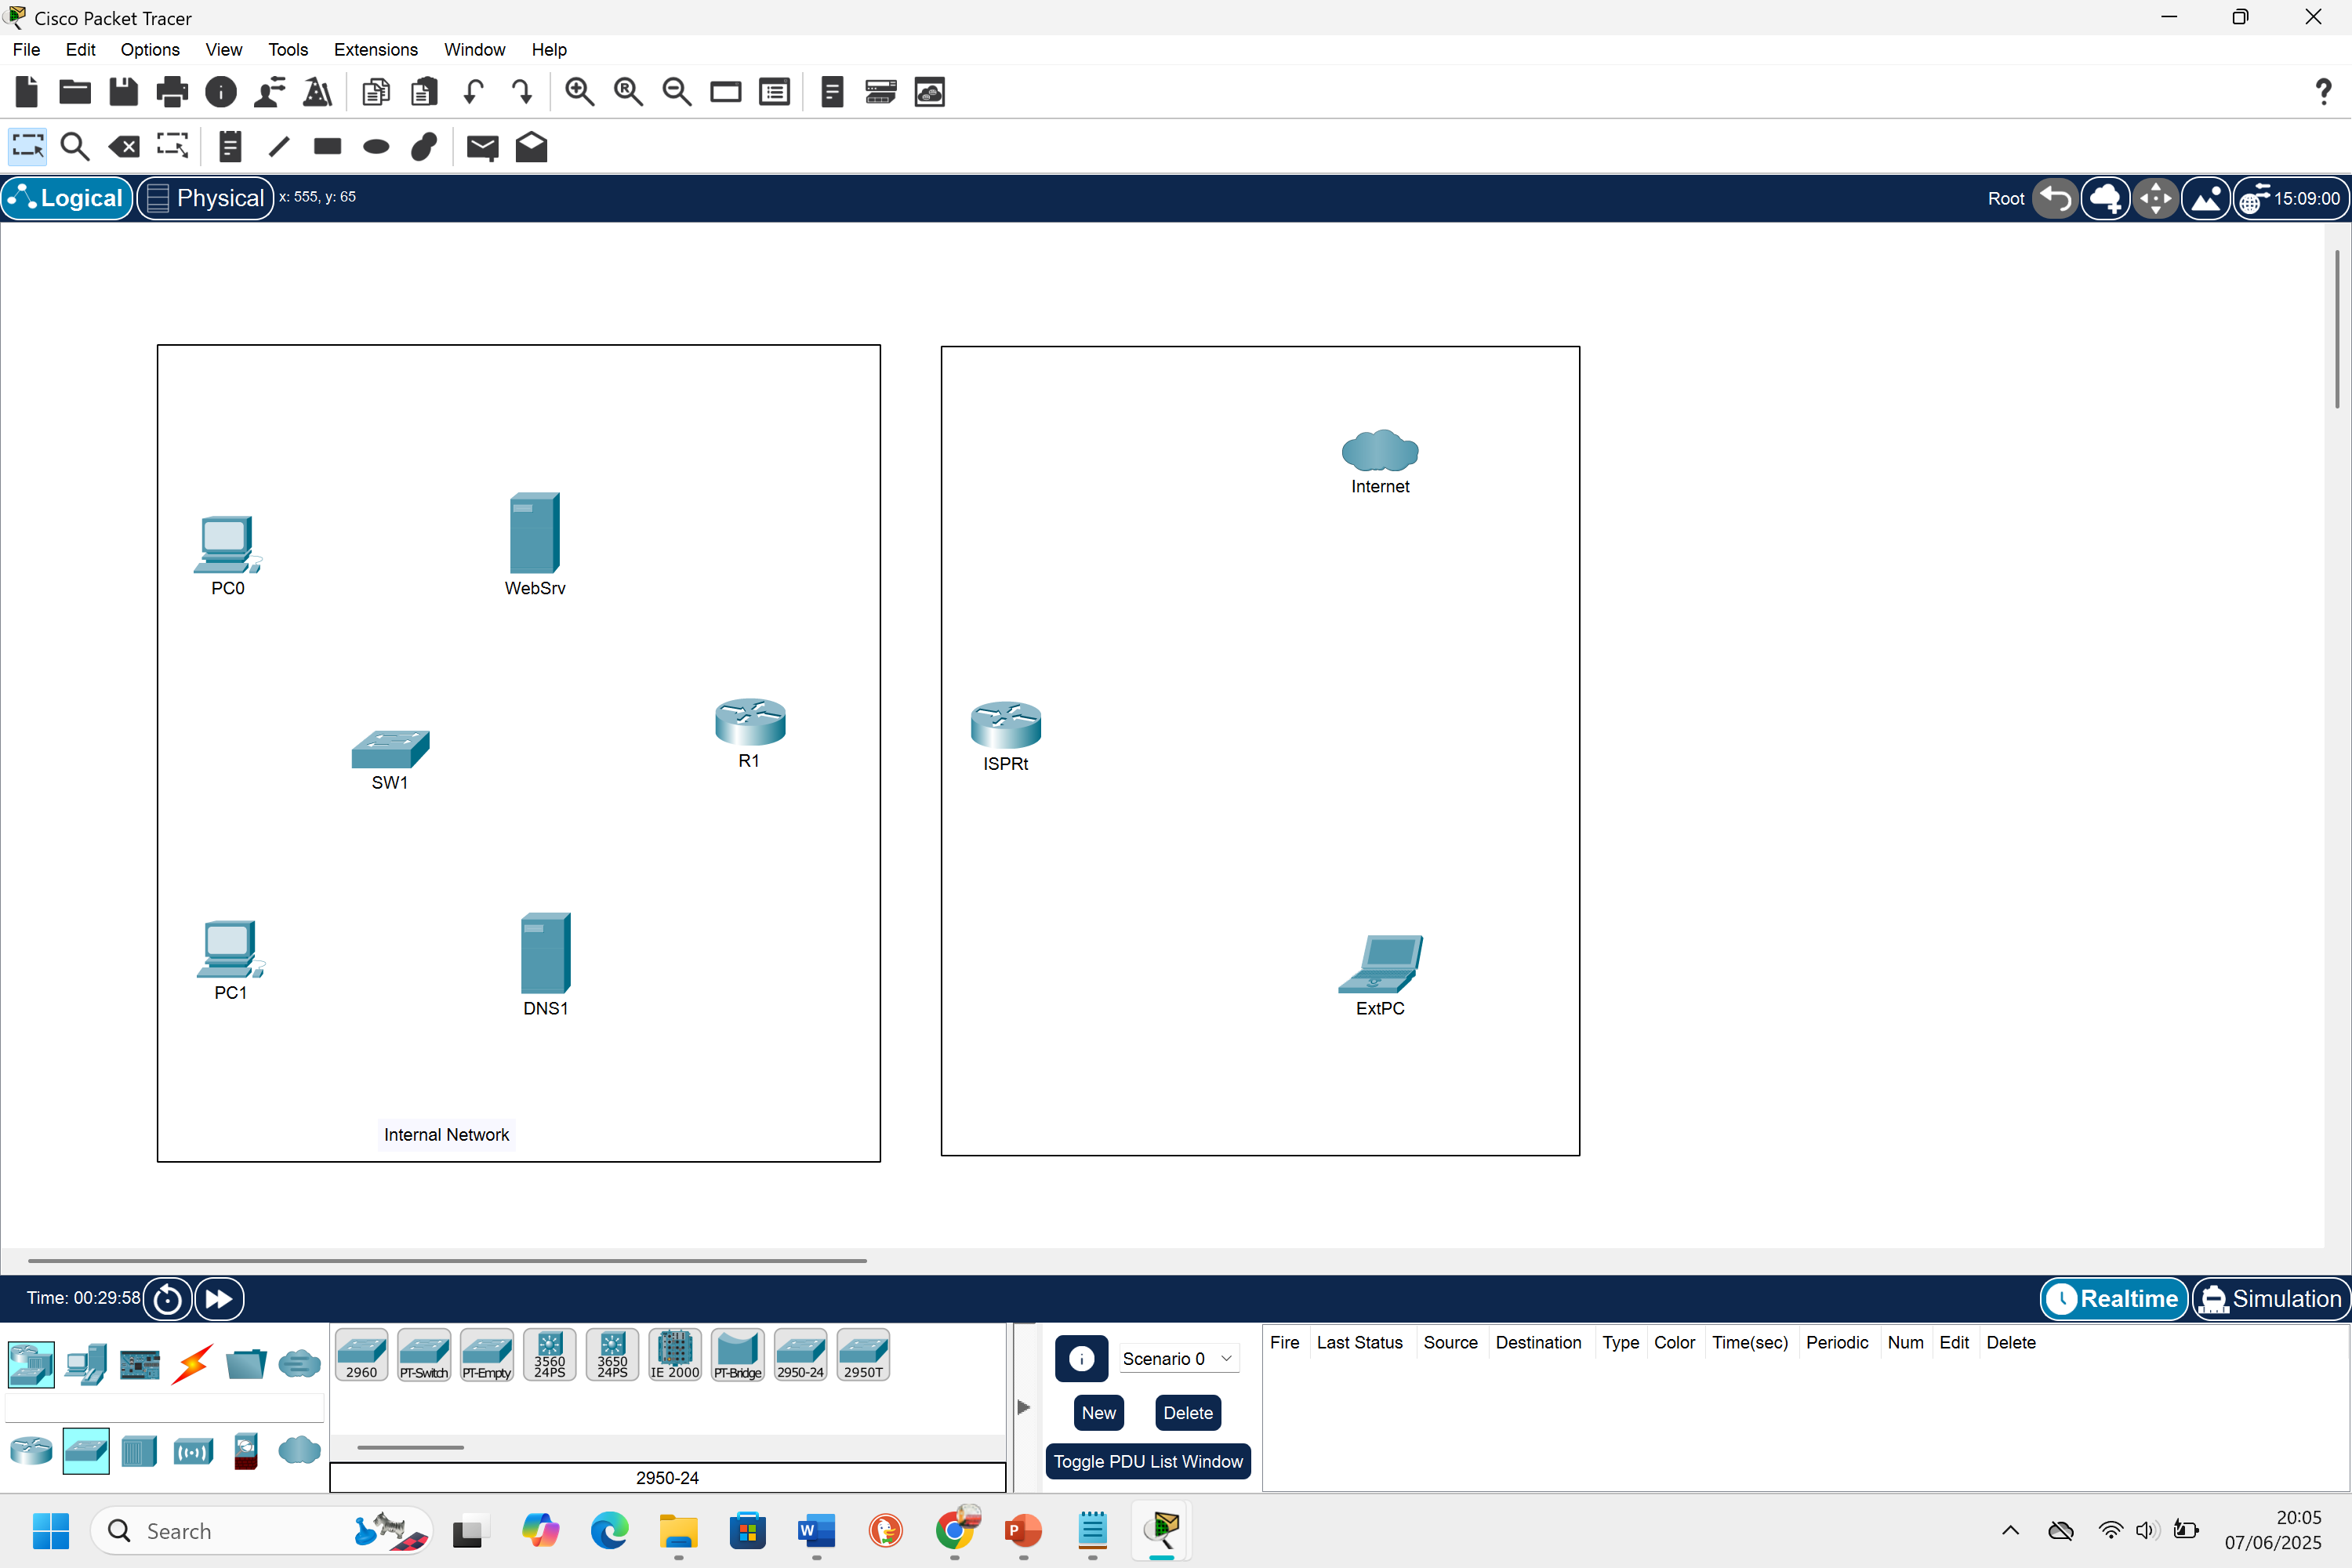 Cisco Packet Tracer
File Edit Options View Tools Extensions Window Help
Logical Physical x: 555, y: 65 Root 15:09:00
Internet
PC0 WebSrv
R1 ISPRt
SW1
PC1 DNS1 ExtPC
Internal Network
Time: 00:29:58 Realtime Simulation
2960 PT-Switch PT-Empty 3560 24PS 3650 24PS IE 2000 PT-Bridge 2950-24 2950T
Scenario 0
Fire Last Status Source Destination Type Color Time(sec) Periodic Num Edit Delete
New Delete
Toggle PDU List Window
2950-24
Search
20:05
07/06/2025